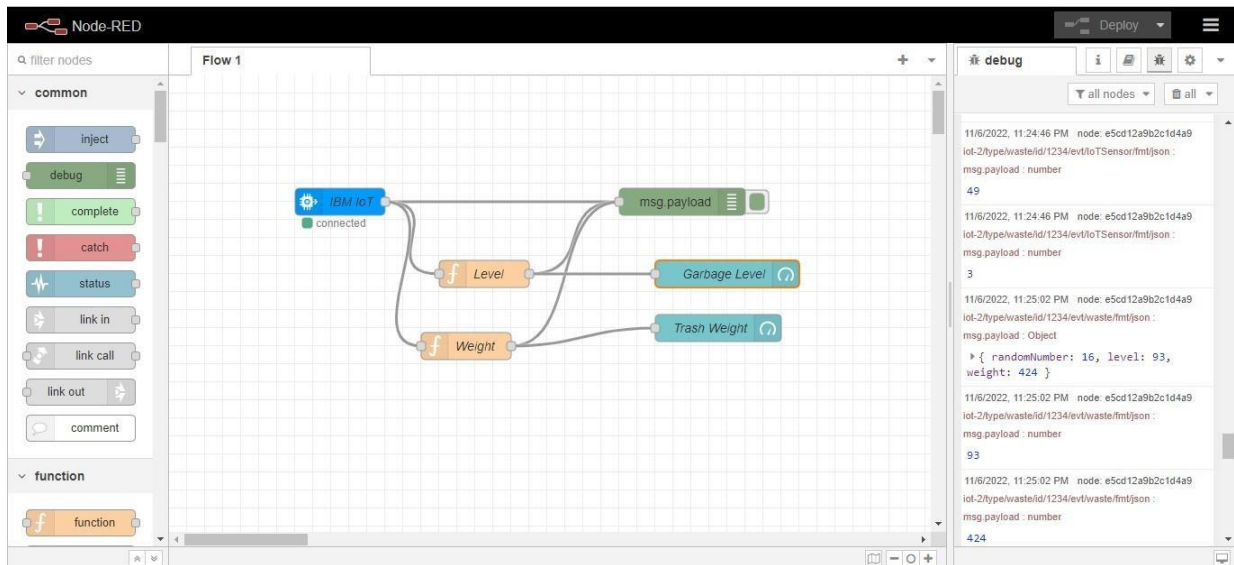 Node-RED
Deploy
filter nodes
common
inject
debug
complete
catch
status
link in
link call
link out
comment
function
function
Flow 1
IBM IoT
connected
Level
Weight
msg.payload
Garbage Level
Trash Weight
debug
i
all nodes
all
11/6/2022, 11:24:46 PM node: e5cd12a9b2c1d4a9
iot-2/type/waste/id/1234/evt/IoTSensor/fmt/json :
msg.payload : number
49
11/6/2022, 11:24:46 PM node: e5cd12a9b2c1d4a9
iot-2/type/waste/id/1234/evt/IoTSensor/fmt/json :
msg.payload : number
3
11/6/2022, 11:25:02 PM node: e5cd12a9b2c1d4a9
iot-2/type/waste/id/1234/evt/waste/fmt/json :
msg.payload : Object
{ randomNumber: 16, level: 93,
weight: 424 }
11/6/2022, 11:25:02 PM node: e5cd12a9b2c1d4a9
iot-2/type/waste/id/1234/evt/waste/fmt/json :
msg.payload : number
93
11/6/2022, 11:25:02 PM node: e5cd12a9b2c1d4a9
iot-2/type/waste/id/1234/evt/waste/fmt/json :
msg.payload : number
424